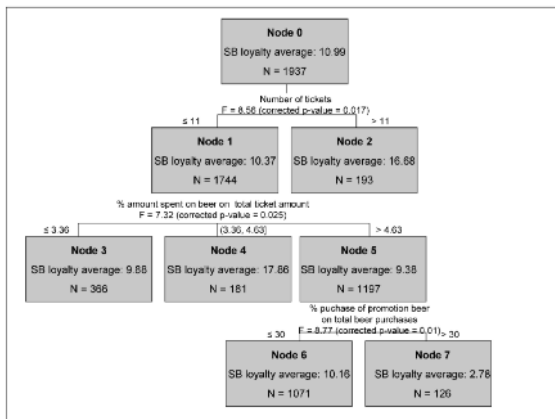 Node 0
SB loyalty average: 10.99
N = 1937
Number of tickets
F = 8.56 (corrected p-value = 0.017)
≤ 11
> 11
Node 1
SB loyalty average: 10.37
N = 1744
Node 2
SB loyalty average: 16.68
N = 193
% amount spent on beer on total ticket amount
F = 7.32 (corrected p-value = 0.025)
≤ 3.36
(3.36, 4.63]
> 4.63
Node 3
SB loyalty average: 9.88
N = 366
Node 4
SB loyalty average: 17.86
N = 181
Node 5
SB loyalty average: 9.38
N = 1197
% puchase of promotion beer
on total beer purchases
F = 8.77 (corrected p-value = 0.01)
≤ 30
> 30
Node 6
SB loyalty average: 10.16
N = 1071
Node 7
SB loyalty average: 2.78
N = 126